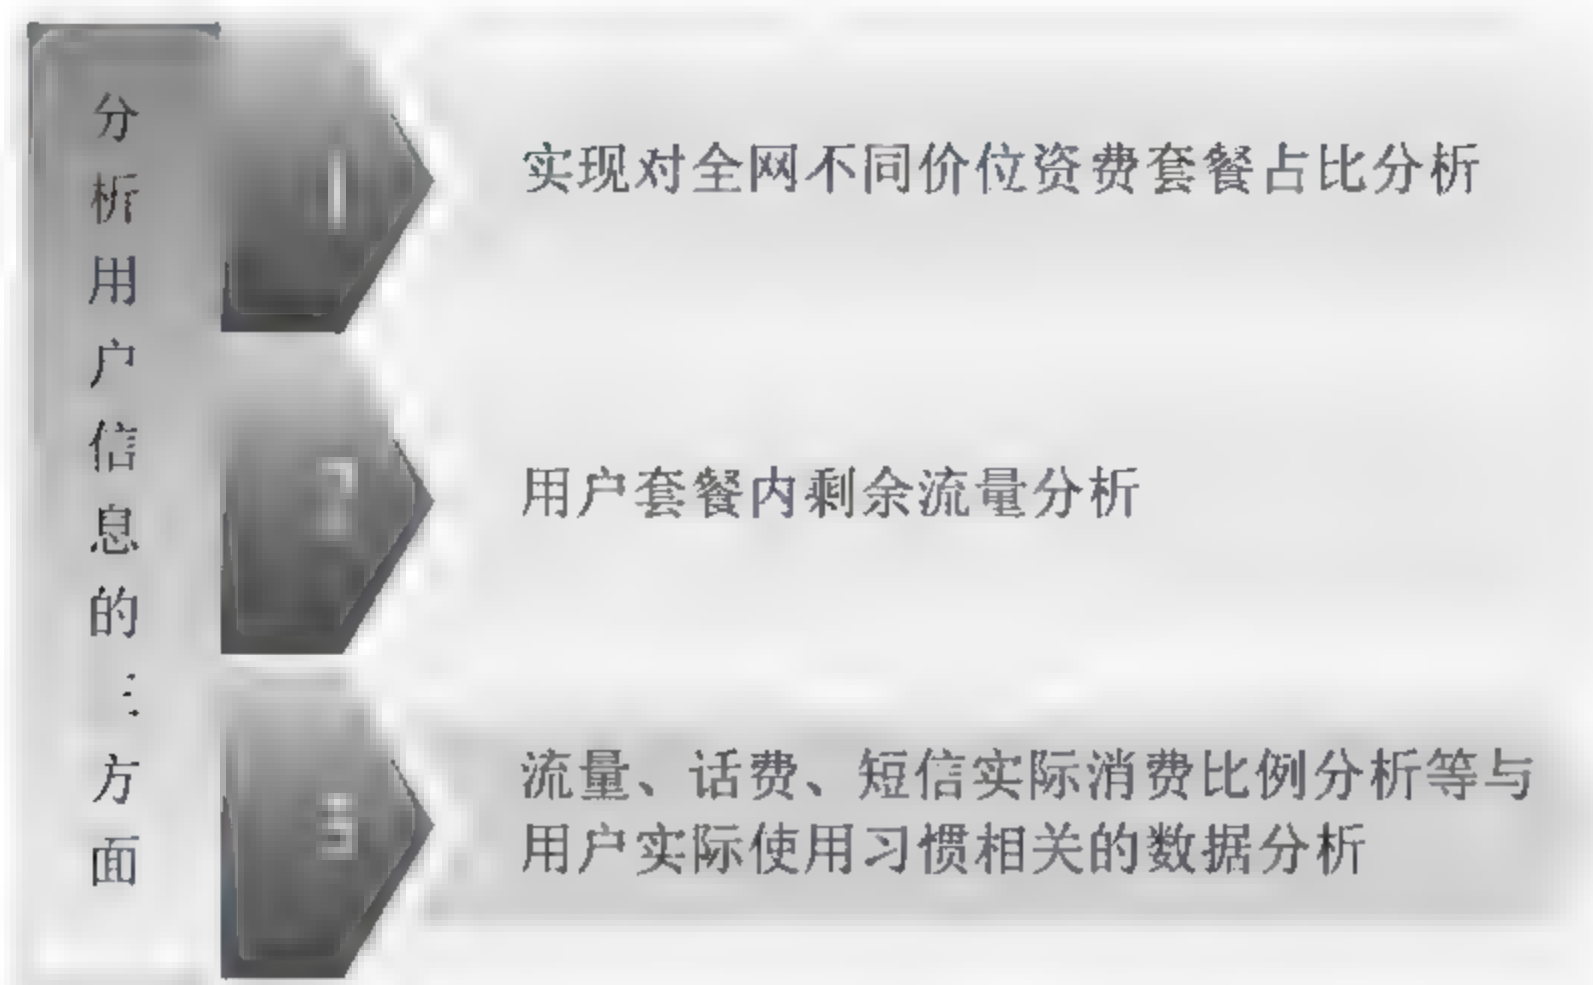 分析用户信息的三方面
1
实现对全网不同价位资费套餐占比分析
2
用户套餐内剩余流量分析
3
流量、话费、短信实际消费比例分析等与
用户实际使用习惯相关的数据分析